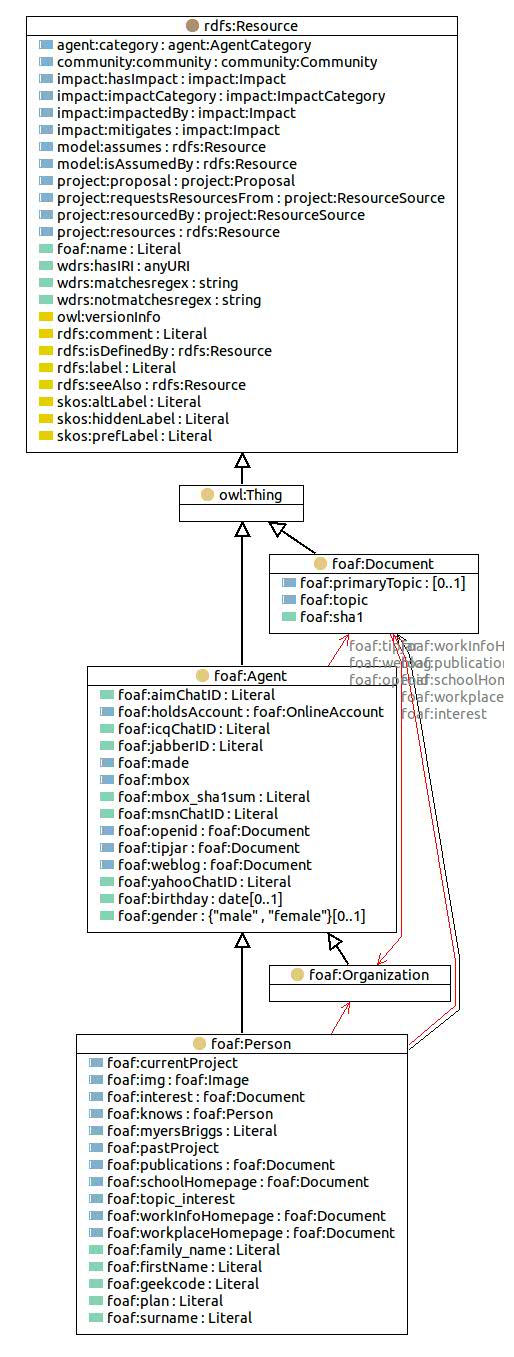 rdfs:Resource
agent:category : agent:AgentCategory
community:community : community:Community
impact:hasImpact : impact:Impact
impact:impactCategory : impact:ImpactCategory
impact:impactedBy : impact:Impact
impact:mitigates : impact:Impact
model:assumes : rdfs:Resource
model:isAssumedBy : rdfs:Resource
project:proposal : project:Proposal
project:requestsResourcesFrom : project:ResourceSource
project:resourcedBy : project:ResourceSource
project:resources : rdfs:Resource
foaf:name : Literal
wdrs:hasIRI : anyURI
wdrs:matchesregex : string
wdrs:notmatchesregex : string
owl:versionInfo
rdfs:comment : Literal
rdfs:isDefinedBy : rdfs:Resource
rdfs:label : Literal
rdfs:seeAlso : rdfs:Resource
skos:altLabel : Literal
skos:hiddenLabel : Literal
skos:prefLabel : Literal
owl:Thing
foaf:Document
foaf:primaryTopic : [0..1]
foaf:topic
foaf:sha1
foaf:workInfoH
foaf:publication
foaf:schoolHom
foaf:workplace
foaf:interest
foaf:Agent
foaf:aimChatID : Literal
foaf:holdsAccount : foaf:OnlineAccount
foaf:icqChatID : Literal
foaf:jabberID : Literal
foaf:made
foaf:mbox
foaf:mbox_sha1sum : Literal
foaf:msnChatID : Literal
foaf:openid : foaf:Document
foaf:tipjar : foaf:Document
foaf:weblog : foaf:Document
foaf:yahooChatID : Literal
foaf:birthday : date[0..1]
foaf:gender : {"male" , "female"}[0..1]
foaf:Organization
foaf:Person
foaf:currentProject
foaf:img : foaf:Image
foaf:interest : foaf:Document
foaf:knows : foaf:Person
foaf:myersBriggs : Literal
foaf:pastProject
foaf:publications : foaf:Document
foaf:schoolHomepage : foaf:Document
foaf:topic_interest
foaf:workInfoHomepage : foaf:Document
foaf:workplaceHomepage : foaf:Document
foaf:family_name : Literal
foaf:firstName : Literal
foaf:geekcode : Literal
foaf:plan : Literal
foaf:surname : Literal